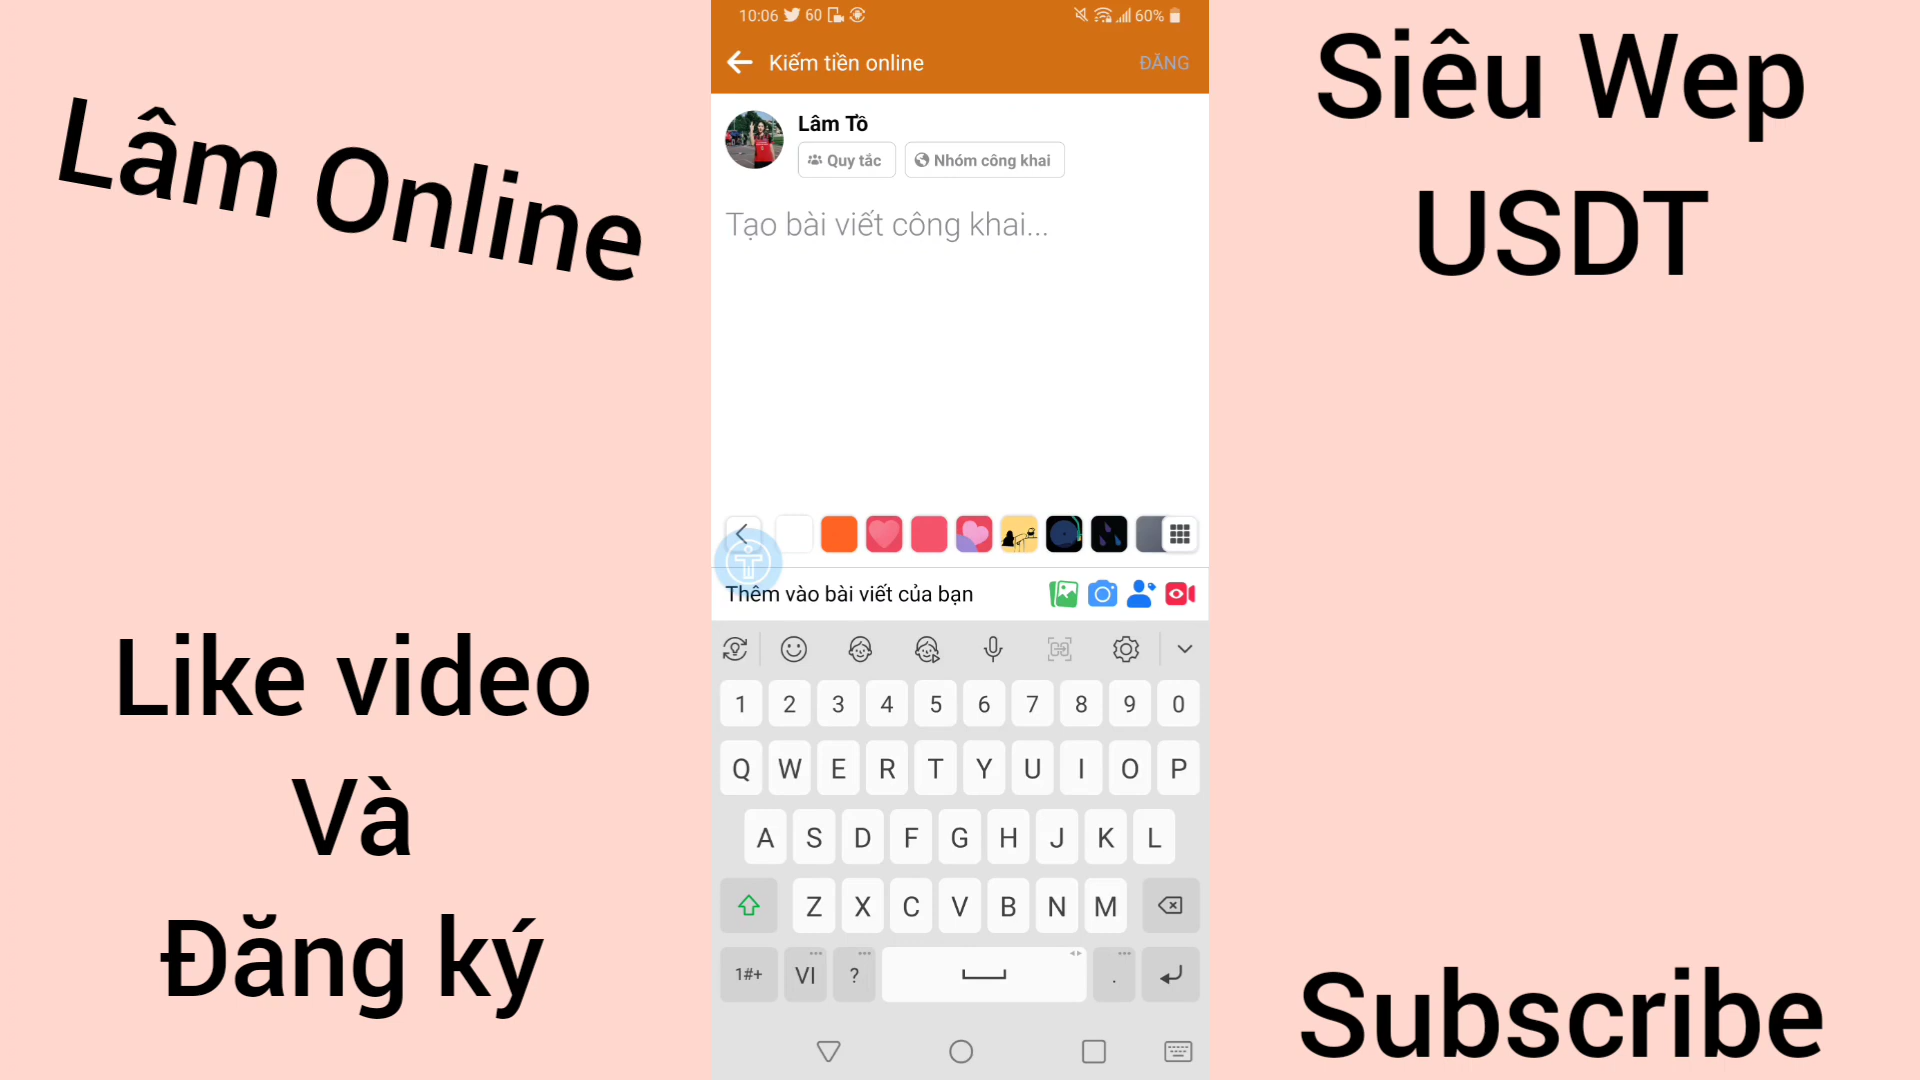 Lâm Online
Like video
Và
Đăng ký
10:06 60 60%
Kiếm tiền online ĐĂNG
Lâm Tồ
Quy tắc Nhóm công khai
Tạo bài viết công khai...
Thêm vào bài viết của bạn
1 2 3 4 5 6 7 8 9 0
Q W E R T Y U I O P
A S D F G H J K L
Z X C V B N M
1#+ VI ? .
Siêu Wep
USDT
Subscribe